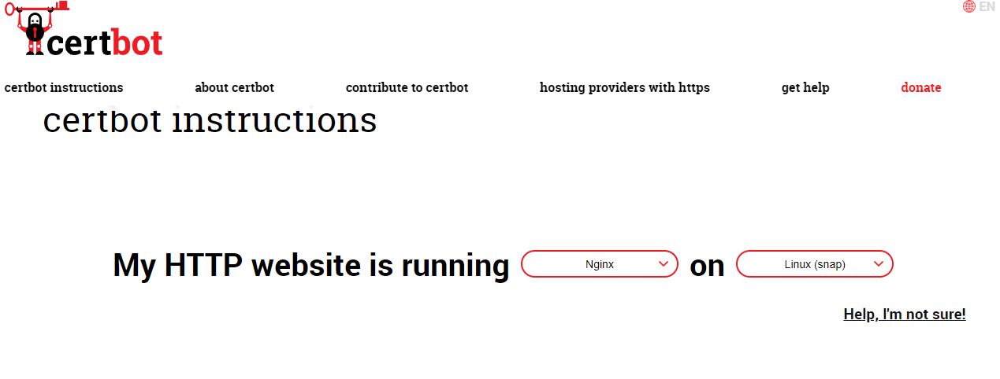 EN
certbot
certbot instructions about certbot contribute to certbot hosting providers with https get help donate
certbot instructions
My HTTP website is running Nginx on Linux (snap)
Help, I'm not sure!